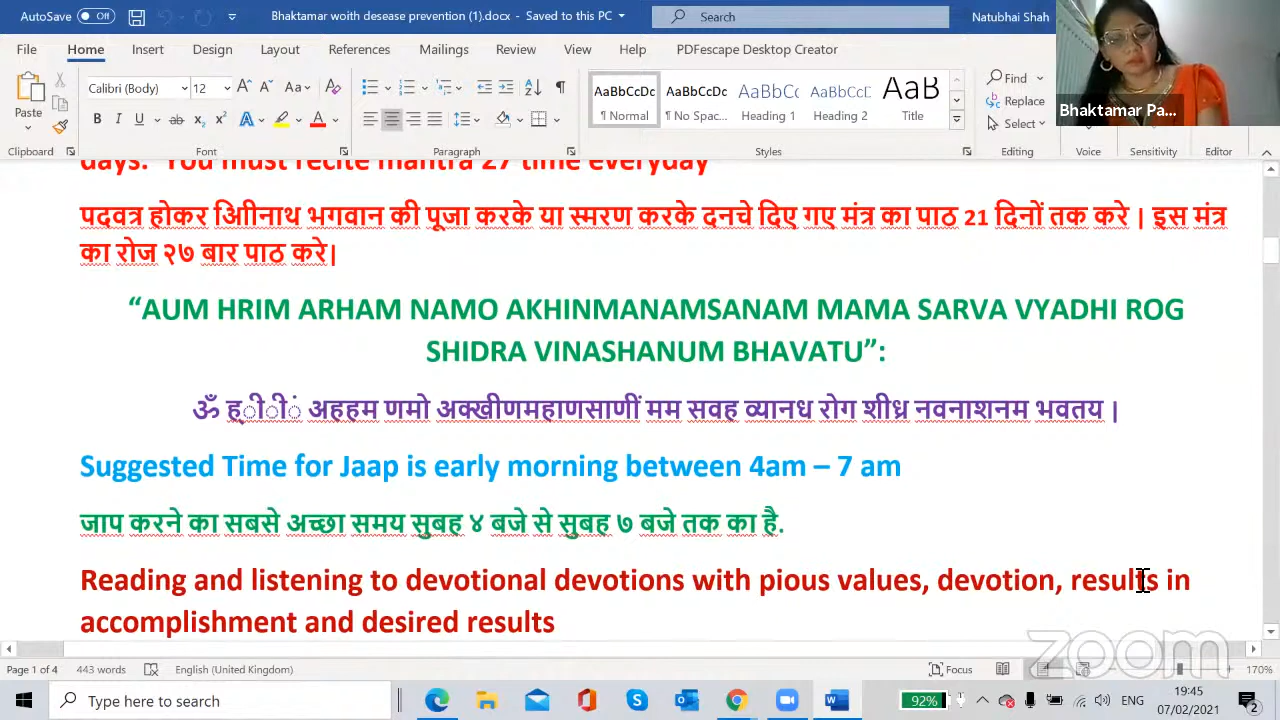 AutoSave Off Bhaktamar woith desease prevention (1).docx - Saved to this PC Search Natubhai Shah
File Home Insert Design Layout References Mailings Review View Help PDFescape Desktop Creator
Calibri (Body) 12 AaBbCcDc AaBbCcDc AaBbCc AaBbCcD AaB Find
Paste ¶ Normal ¶ No Spac... Heading 1 Heading 2 Title Replace
Select
Bhaktamar Pa...
Clipboard Font Paragraph Styles Editing Voice Sensitivity Editor
days. You must recite mantra 27 time everyday
पदवत्र होकर आिीनाथ भगवान की पूजा करके या स्मरण करके दनचे दिए गए मंत्र का पाठ 21 दिनों तक करे | इस मंत्र
का रोज २७ बार पाठ करे|
“AUM HRIM ARHAM NAMO AKHINMANAMSANAM MAMA SARVA VYADHI ROG
SHIDRA VINASHANUM BHAVATU”:
ॐ ह्रीीीं अहहम णमो अक्खीणमहाणसाणीं मम सवह व्यानध रोग शीध्र नवनाशनम भवतय |
Suggested Time for Jaap is early morning between 4am – 7 am
जाप करने का सबसे अच्छा समय सुबह ४ बजे से सुबह ७ बजे तक का है.
Reading and listening to devotional devotions with pious values, devotion, results in
accomplishment and desired results
zoom
Page 1 of 4 443 words English (United Kingdom) Focus 170%
Type here to search 92% ENG 19:45
07/02/2021 2